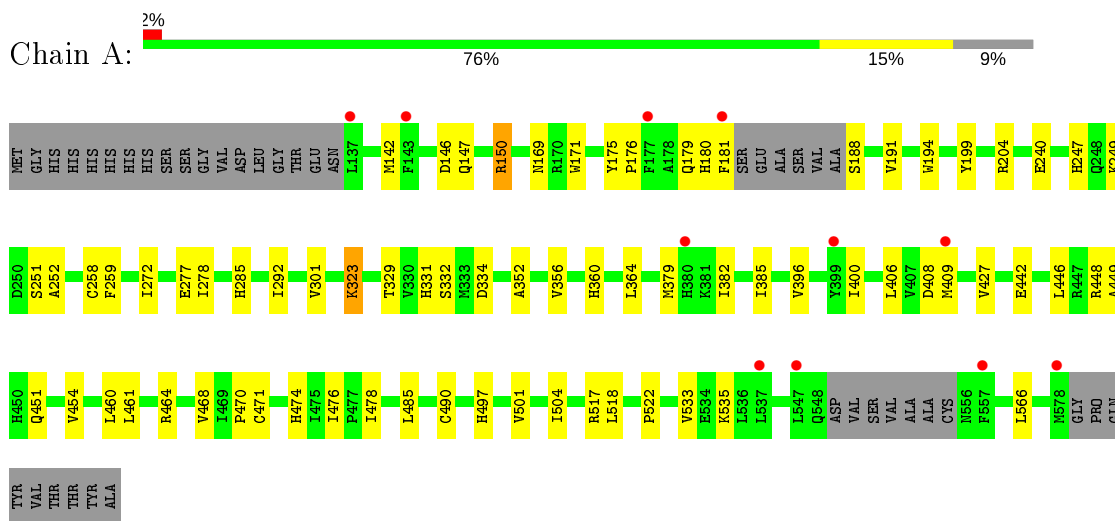 2%
Chain A:
76% 15% 9%
MET GLY HIS HIS HIS HIS HIS HIS SER SER GLY VAL ASP LEU GLY THR GLU ASN L137 M142 F143 D146 Q147 R150 N169 R170 W171 Y175 P176 F177 A178 Q179 H180 F181 SER GLU ALA SER VAL ALA S188 V191 W194 Y199 R204 E240 H247 Q248 K249
D250 S251 A252 C258 F259 I272 E277 I278 H285 I292 V301 K323 T329 V330 H331 S332 M333 D334 A352 V356 H360 L364 M379 H380 K381 I382 I385 V396 Y399 I400 L406 V407 D408 M409 V427 E442 L446 R447 R448 A449
H450 Q451 V454 L460 L461 R464 V468 I469 P470 C471 H474 I475 I476 P477 I478 L485 C490 H497 V501 I504 R517 L518 P522 V533 E534 K535 L536 L537 L547 Q548 ASP VAL SER VAL ALA ALA CYS N556 F557 L566 M578 GLY PRO GLN
TYR VAL THR THR TYR ALA